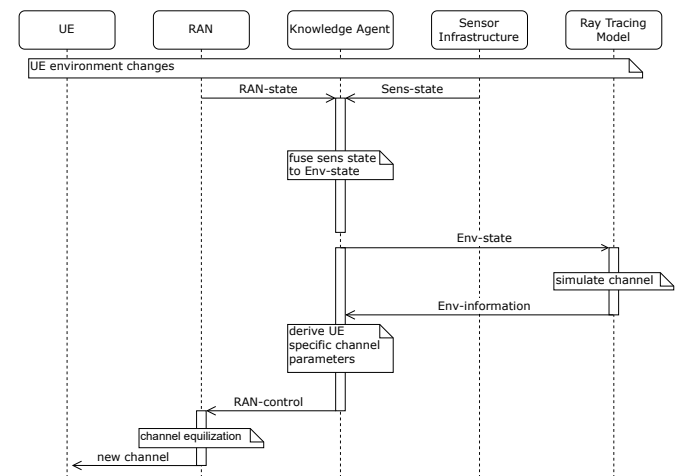 UE
RAN
Knowledge Agent
Sensor
Infrastructure
Ray Tracing
Model
UE environment changes
RAN-state
Sens-state
fuse sens state
to Env-state
Env-state
simulate channel
Env-information
derive UE
specific channel
parameters
RAN-control
channel equilization
new channel